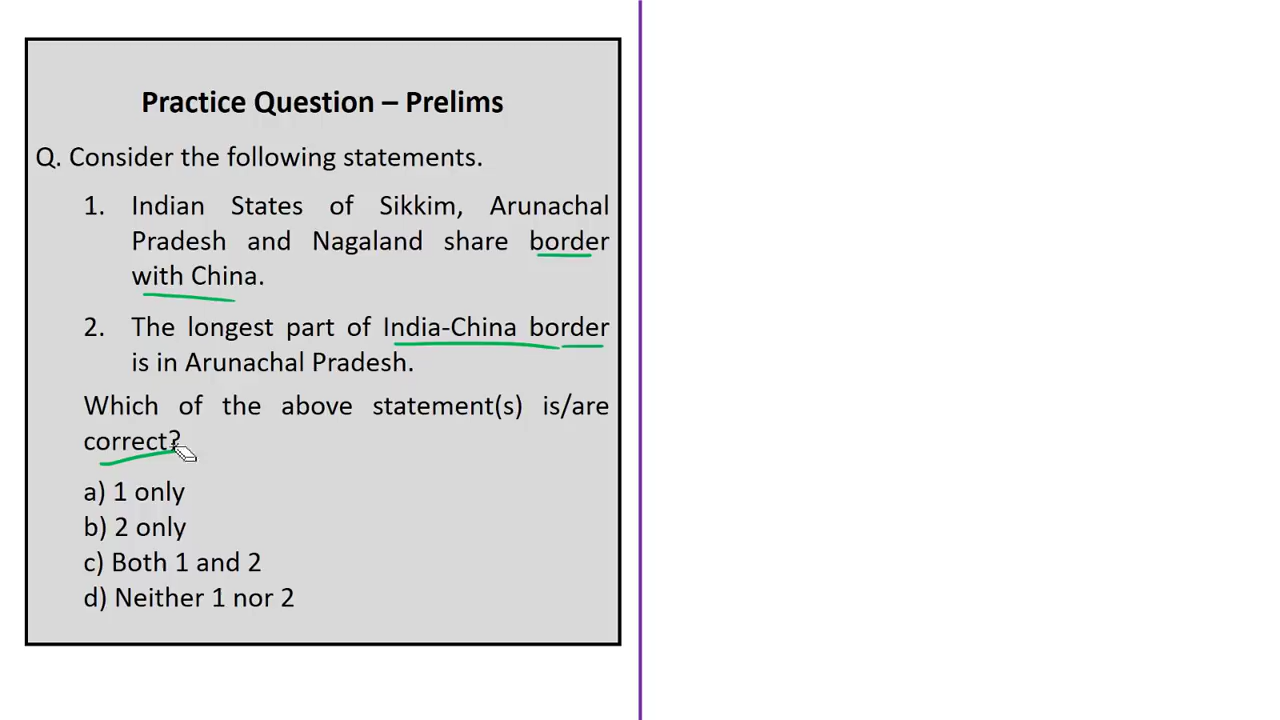 Practice Question – Prelims
Q. Consider the following statements.
1. Indian States of Sikkim, Arunachal
Pradesh and Nagaland share border
with China.
2. The longest part of India-China border
is in Arunachal Pradesh.
Which of the above statement(s) is/are
correct?
a) 1 only
b) 2 only
c) Both 1 and 2
d) Neither 1 nor 2